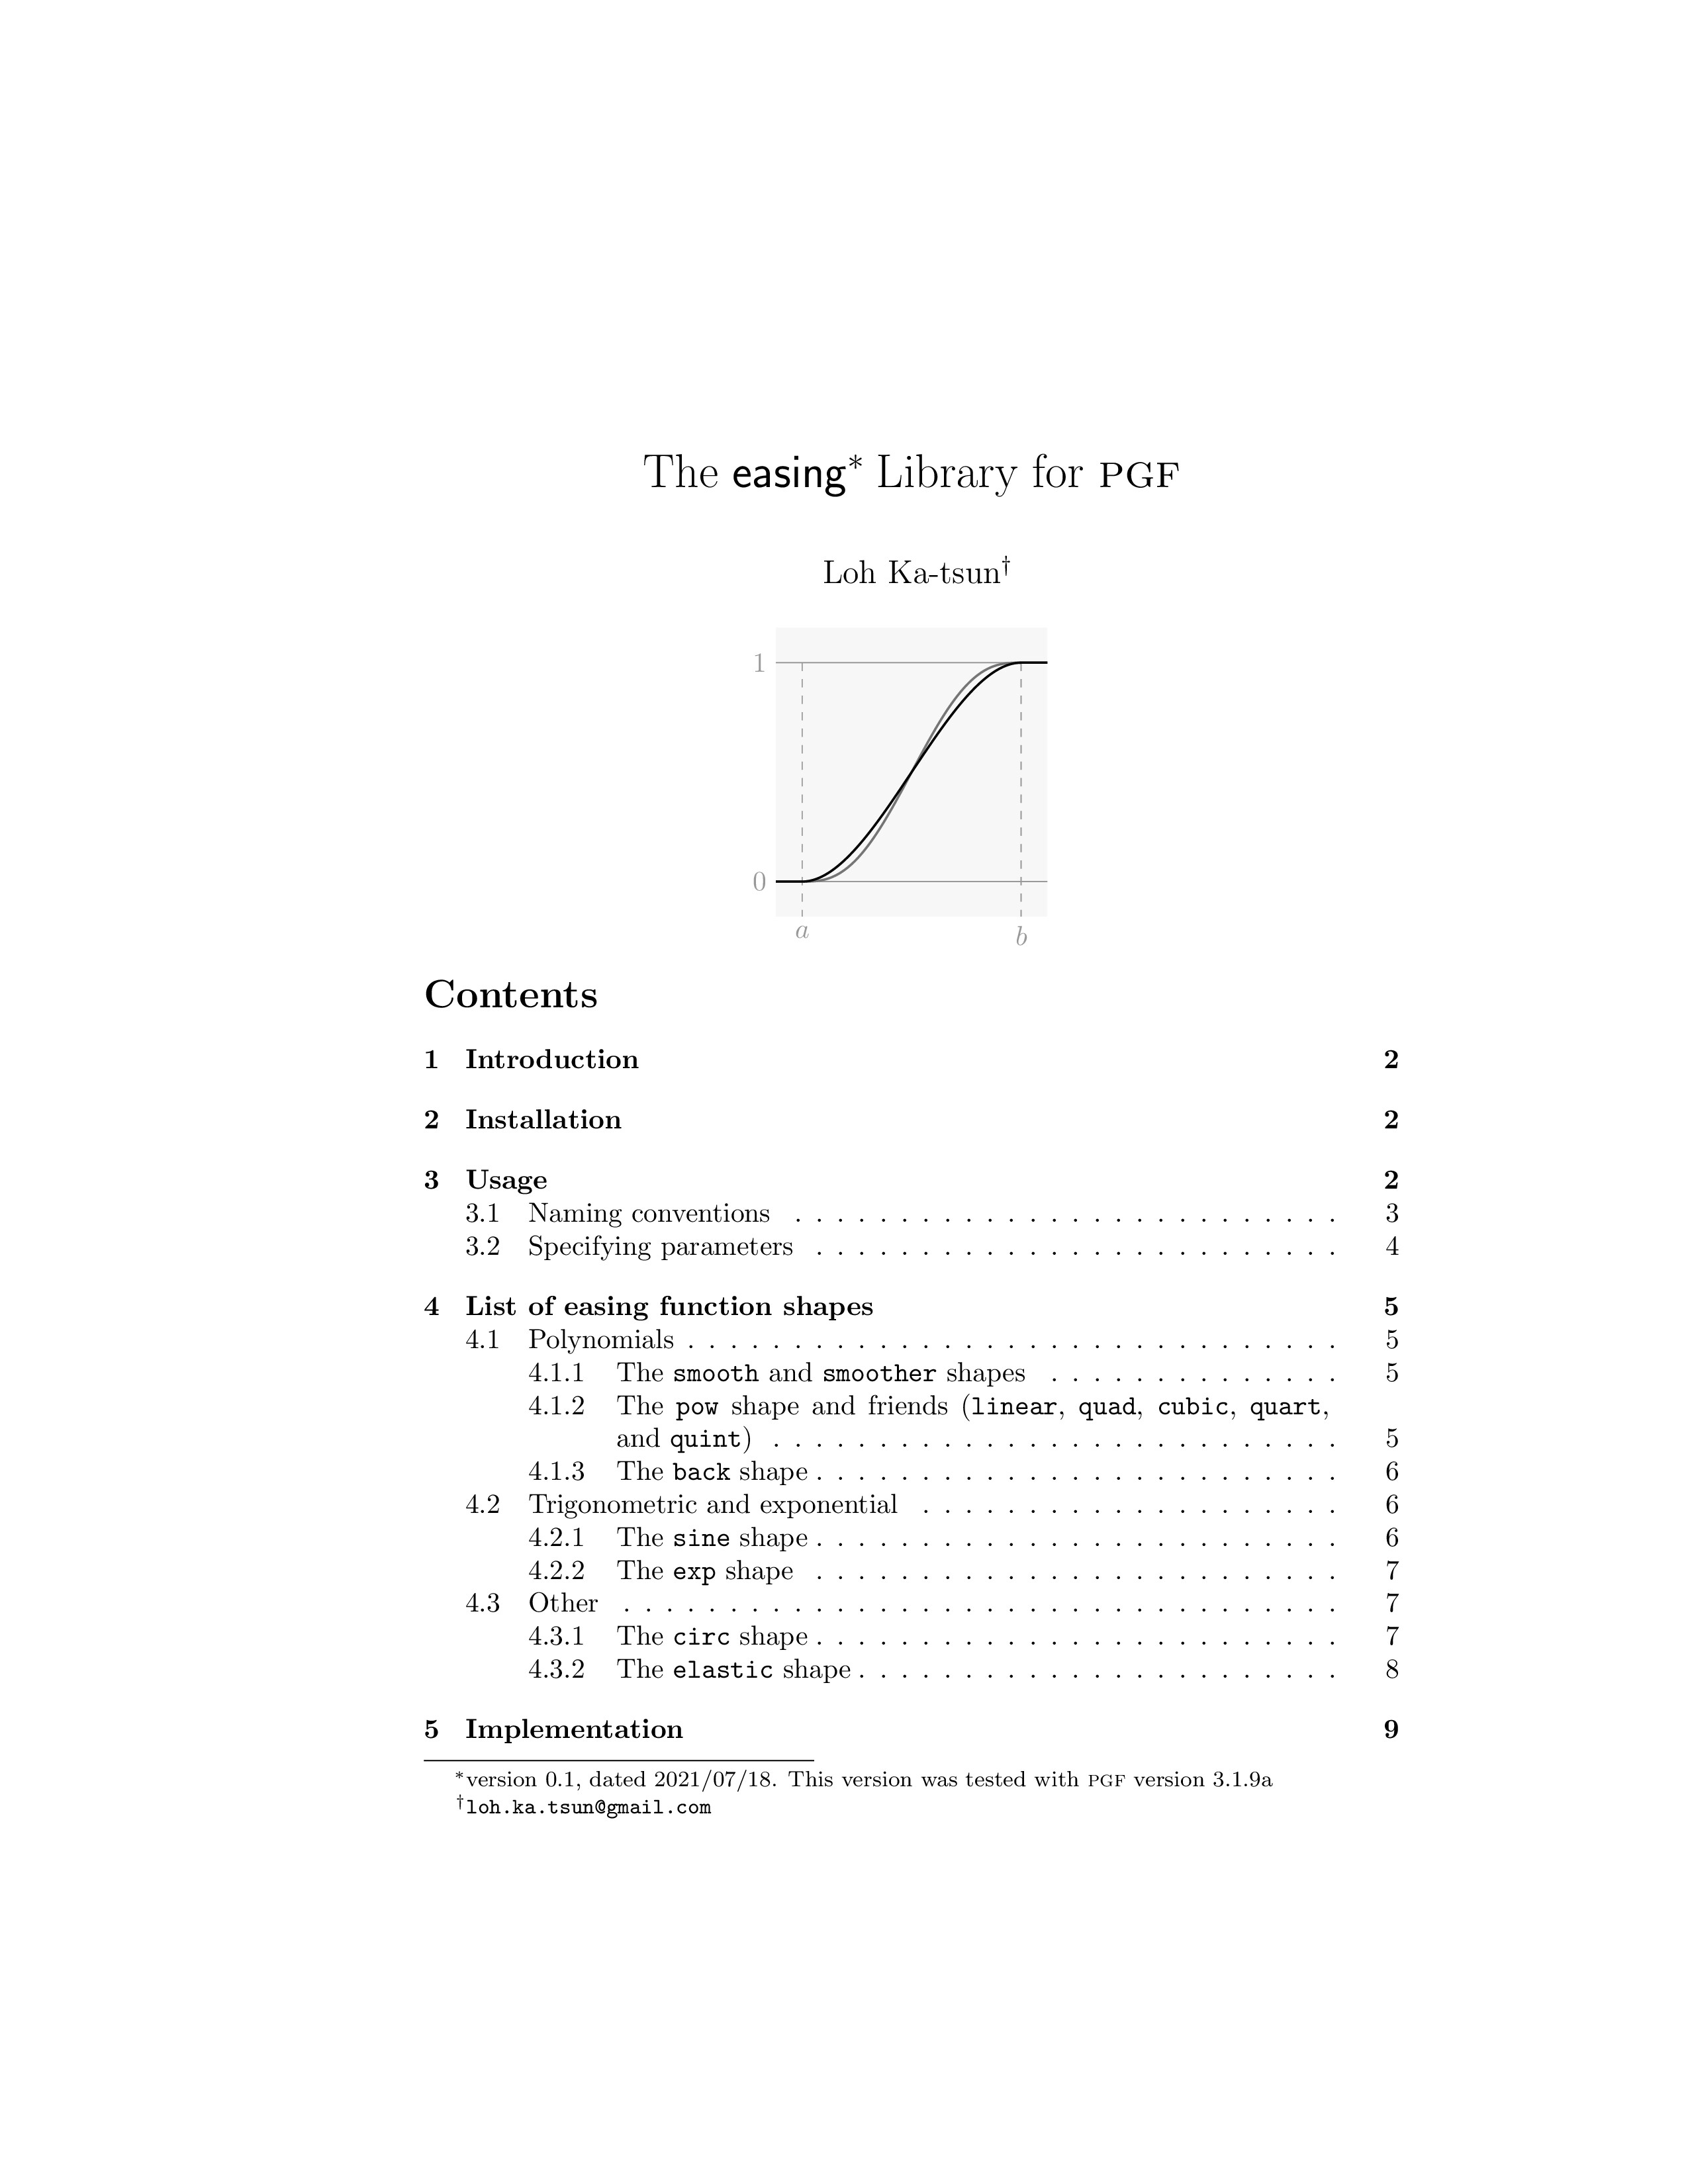 The easing* Library for PGF
Loh Ka-tsun†
1
0
a
b
Contents
1 Introduction 2
2 Installation 2
3 Usage 2
3.1 Naming conventions . . . . . . . . . . . . . . . . . . . . . . . . . . 3
3.2 Specifying parameters . . . . . . . . . . . . . . . . . . . . . . . . . 4
4 List of easing function shapes 5
4.1 Polynomials . . . . . . . . . . . . . . . . . . . . . . . . . . . . . . . 5
4.1.1 The smooth and smoother shapes . . . . . . . . . . . . . . 5
4.1.2 The pow shape and friends (linear, quad, cubic, quart,
and quint) . . . . . . . . . . . . . . . . . . . . . . . . . . . 5
4.1.3 The back shape . . . . . . . . . . . . . . . . . . . . . . . . . 6
4.2 Trigonometric and exponential . . . . . . . . . . . . . . . . . . . . 6
4.2.1 The sine shape . . . . . . . . . . . . . . . . . . . . . . . . . 6
4.2.2 The exp shape . . . . . . . . . . . . . . . . . . . . . . . . . 7
4.3 Other . . . . . . . . . . . . . . . . . . . . . . . . . . . . . . . . . . 7
4.3.1 The circ shape . . . . . . . . . . . . . . . . . . . . . . . . . 7
4.3.2 The elastic shape . . . . . . . . . . . . . . . . . . . . . . . 8
5 Implementation 9
*version 0.1, dated 2021/07/18. This version was tested with PGF version 3.1.9a
†loh.ka.tsun@gmail.com